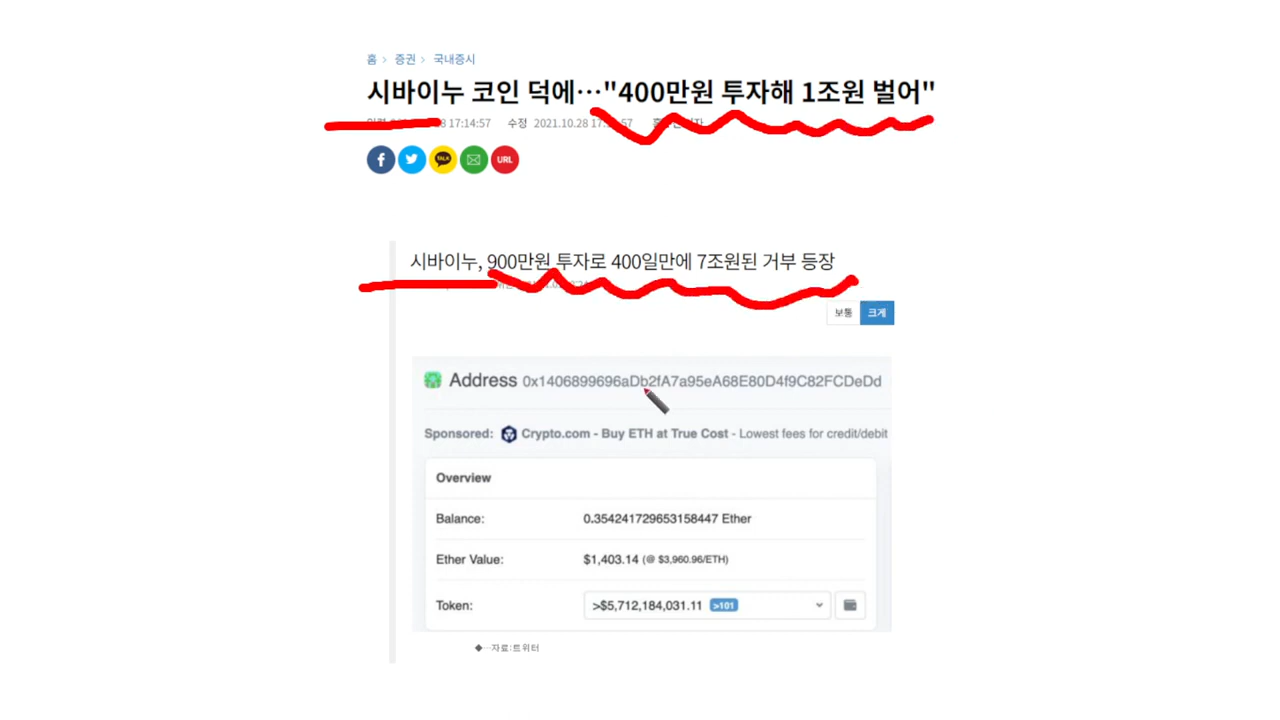 홈 > 증권 > 국내증시
시바이누 코인 덕에…"400만원 투자해 1조원 벌어"
17:14:57 수정 2021.10.28
TALK URL
시바이누, 900만원 투자로 400일만에 7조원된 거부 등장
보통 크게
Address 0x1406899696aDb2fA7a95eA68E80D4f9C82FCDeDd
Sponsored: Crypto.com - Buy ETH at True Cost - Lowest fees for credit/debit
Overview
Balance: 0.354241729653158447 Ether
Ether Value: $1,403.14 (@ $3,960.96/ETH)
Token: >$5,712,184,031.11 >101
◆…자료:트위터